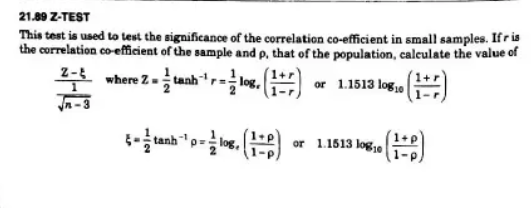 21.89 Z-TEST
This test is used to test the significance of the correlation co-efficient in small samples. If r is
the correlation co-efficient of the sample and ρ, that of the population, calculate the value of
(Z-ξ)/(1/√(n-3)) where Z = 1/2 tanh⁻¹ r = 1/2 logₑ ((1+r)/(1-r)) or 1.1513 log₁₀ ((1+r)/(1-r))
ξ = 1/2 tanh⁻¹ ρ = 1/2 logₑ ((1+ρ)/(1-ρ)) or 1.1513 log₁₀ ((1+ρ)/(1-ρ))